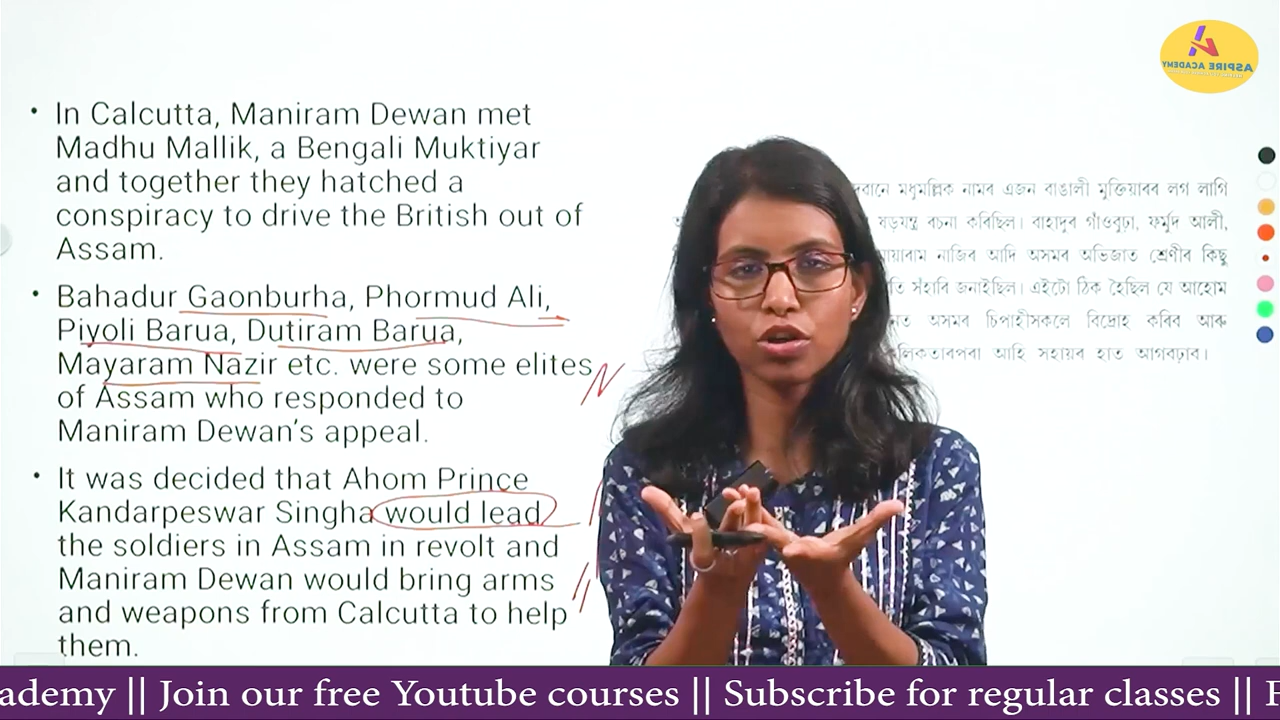 • In Calcutta, Maniram Dewan met
Madhu Mallik, a Bengali Muktiyar
and together they hatched a
conspiracy to drive the British out of
Assam.
• Bahadur Gaonburha, Phormud Ali,
Piyoli Barua, Dutiram Barua,
Mayaram Nazir etc. were some elites
of Assam who responded to
Maniram Dewan's appeal.
• It was decided that Ahom Prince
Kandarpeswar Singha would lead
the soldiers in Assam in revolt and
Maniram Dewan would bring arms
and weapons from Calcutta to help
them.
মধুমল্লিক নামৰ এজন বাঙালী মুক্তিয়াৰৰ লগ লাগি
ষড়যন্ত্ৰ ৰচনা কৰিছিল। বাহাদুৰ গাঁওবুঢ়া, ফৰ্মুদ আলী,
মায়াৰাম নাজিৰ আদি অসমৰ অভিজাত শ্ৰেণীৰ কিছু
সঁহাৰি জনাইছিল। এইটো ঠিক হৈছিল যে আহোম
অসমৰ চিপাহীসকলে বিদ্ৰোহ কৰিব আৰু
আহি সহায়ৰ হাত আগবঢ়াব।
ASPIRE ACADEMY
ademy || Join our free Youtube courses || Subscribe for regular classes ||